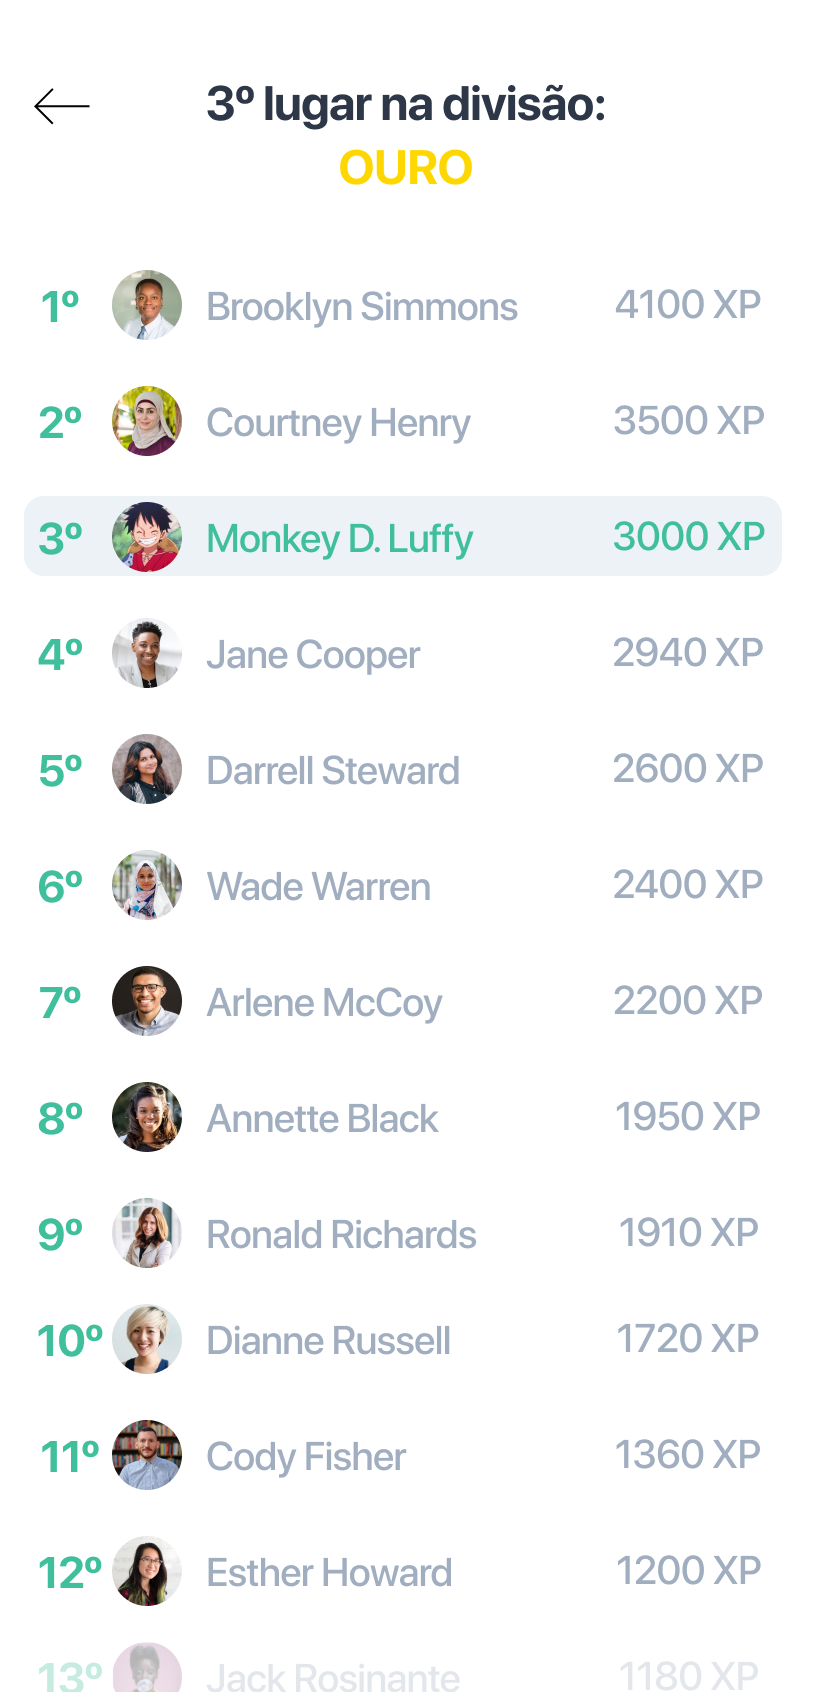 3º lugar na divisão:
OURO
1º Brooklyn Simmons 4100 XP
2º Courtney Henry 3500 XP
3º Monkey D. Luffy 3000 XP
4º Jane Cooper 2940 XP
5º Darrell Steward 2600 XP
6º Wade Warren 2400 XP
7º Arlene McCoy 2200 XP
8º Annette Black 1950 XP
9º Ronald Richards 1910 XP
10º Dianne Russell 1720 XP
11º Cody Fisher 1360 XP
12º Esther Howard 1200 XP
13º Jack Rosinante 1180 XP